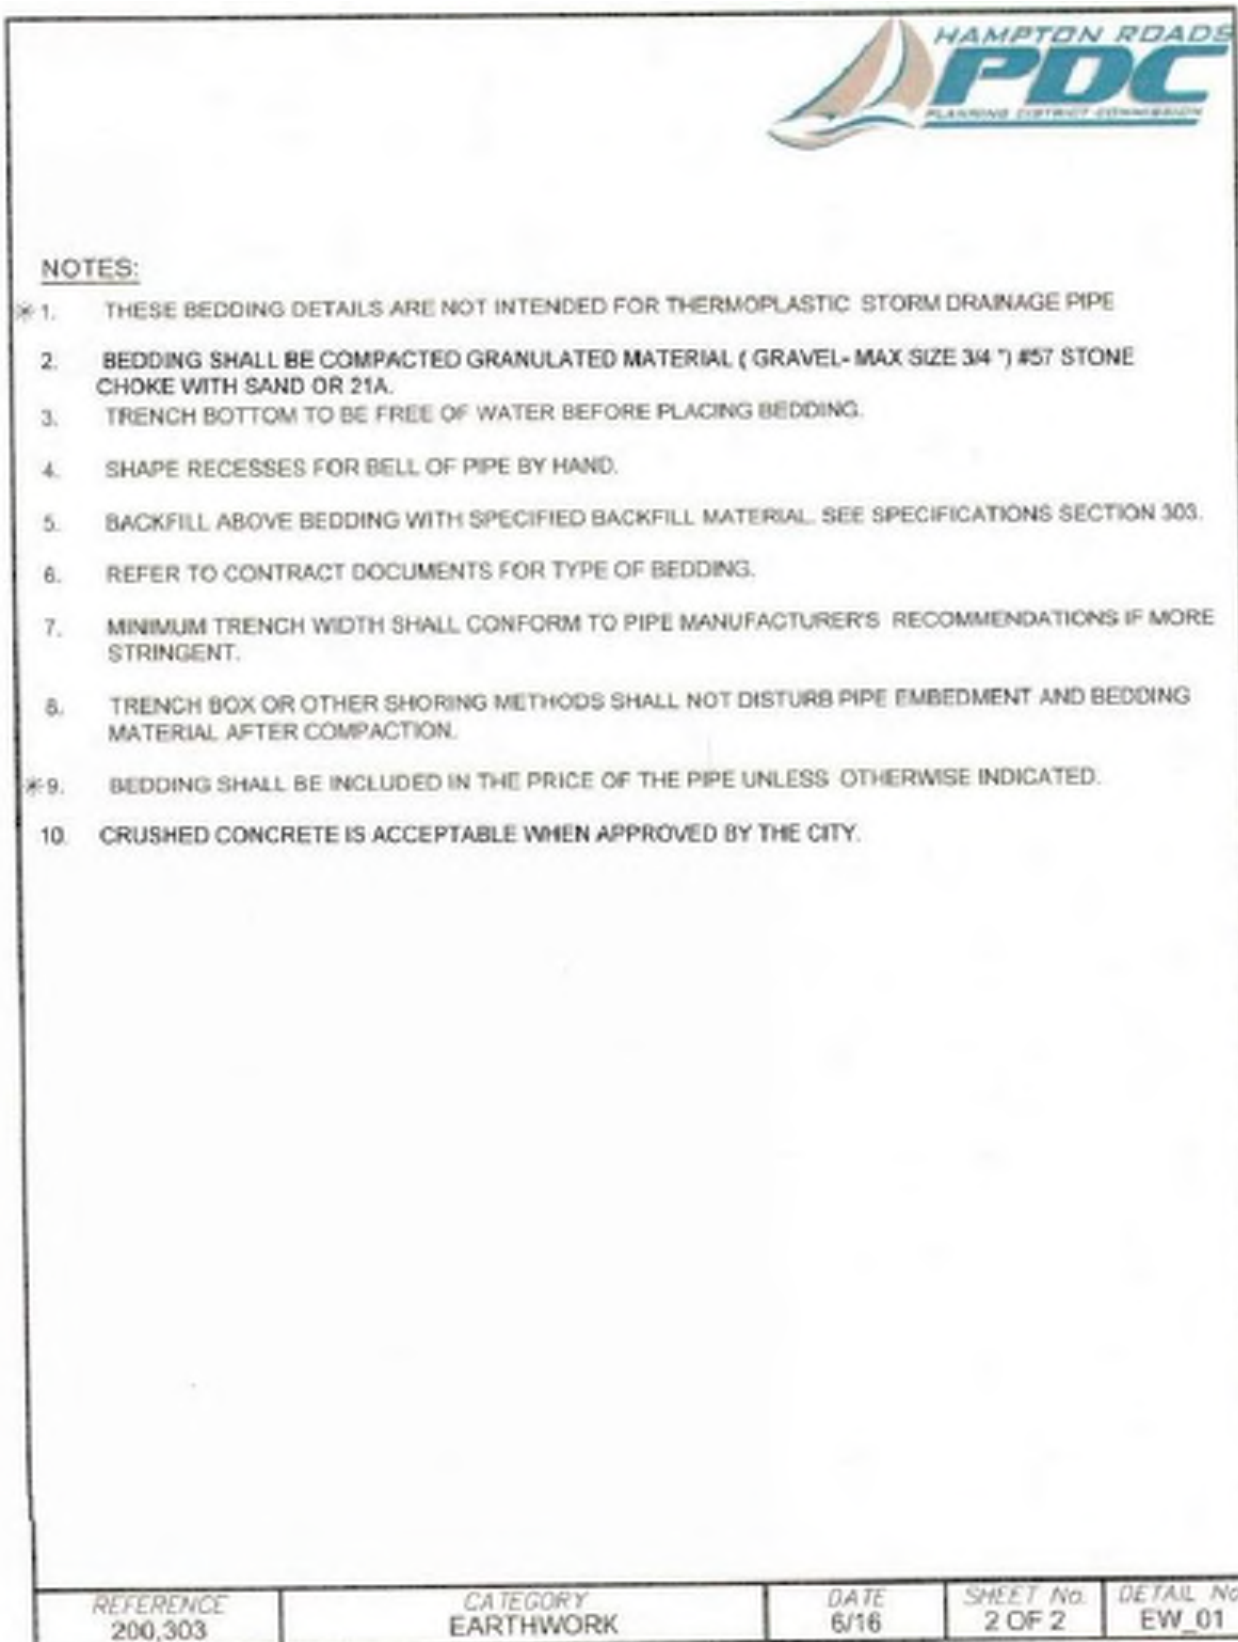 HAMPTON ROADS
PDC
PLANNING DISTRICT COMMISSION
NOTES:
*1. THESE BEDDING DETAILS ARE NOT INTENDED FOR THERMOPLASTIC STORM DRAINAGE PIPE
2. BEDDING SHALL BE COMPACTED GRANULATED MATERIAL ( GRAVEL- MAX SIZE 3/4 ") #57 STONE
CHOKE WITH SAND OR 21A.
3. TRENCH BOTTOM TO BE FREE OF WATER BEFORE PLACING BEDDING.
4. SHAPE RECESSES FOR BELL OF PIPE BY HAND.
5. BACKFILL ABOVE BEDDING WITH SPECIFIED BACKFILL MATERIAL. SEE SPECIFICATIONS SECTION 303.
6. REFER TO CONTRACT DOCUMENTS FOR TYPE OF BEDDING.
7. MINIMUM TRENCH WIDTH SHALL CONFORM TO PIPE MANUFACTURER'S RECOMMENDATIONS IF MORE
STRINGENT.
8. TRENCH BOX OR OTHER SHORING METHODS SHALL NOT DISTURB PIPE EMBEDMENT AND BEDDING
MATERIAL AFTER COMPACTION.
*9. BEDDING SHALL BE INCLUDED IN THE PRICE OF THE PIPE UNLESS OTHERWISE INDICATED.
10. CRUSHED CONCRETE IS ACCEPTABLE WHEN APPROVED BY THE CITY.
REFERENCE CATEGORY DATE SHEET No. DETAIL No
200,303 EARTHWORK 6/16 2 OF 2 EW_01